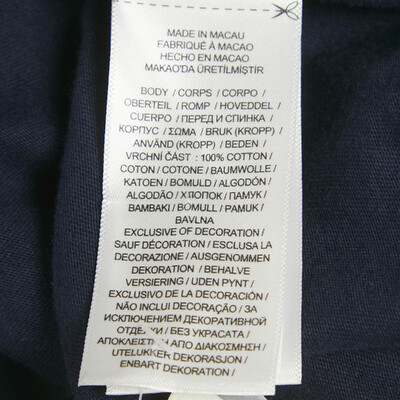 MADE IN MACAU
FABRIQUÉ À MACAO
HECHO EN MACAO
MAKAO'DA ÜRETİLMİŞTİR
BODY / CORPS / CORPO /
OBERTEIL / ROMP / HOVEDDEL /
CUERPO / ПЕРЕД И СПИНКА /
КОРПУС / ΣΩΜΑ / BRUK (KROPP) /
ANVÄND (KROPP) / BEDEN /
VRCHNÍ ČÁST : 100% COTTON /
COTON / COTONE / BAUMWOLLE /
KATOEN / BOMULD / ALGODÓN /
ALGODÃO / ХЛОПОК / ПАМУК /
BAMBAKI / BOMULL / PAMUK /
BAVLNA
EXCLUSIVE OF DECORATION /
SAUF DÉCORATION / ESCLUSA LA
DECORAZIONE / AUSGENOMMEN
DEKORATION / BEHALVE
VERSIERING / UDEN PYNT /
EXCLUSIVO DE LA DECORACIÓN /
NÃO INCLUI DECORAÇÃO / ЗА
ИСКЛЮЧЕНИЕМ ДЕКОРАТИВНОЙ
/ БЕЗ УКРАСАТА /
ΑΠΟ ΔΙΑΚΟΣΜΗΣΗ /
UTELUKKER DEKORASJON /
ENBART DEKORATION /